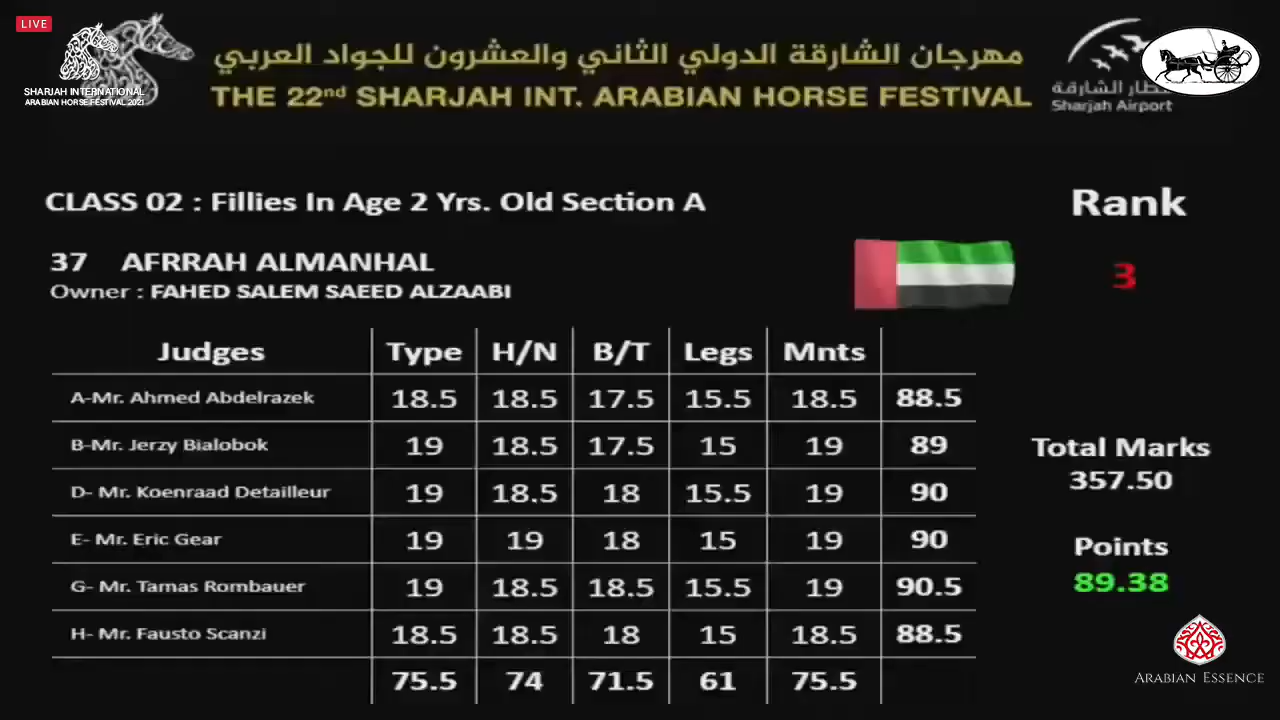 LIVE
SHARJAH INTERNATIONAL
ARABIAN HORSE FESTIVAL 2021
مهرجان الشارقة الدولي الثاني والعشرون للجواد العربي
THE 22nd SHARJAH INT. ARABIAN HORSE FESTIVAL
الشارقة
Sharjah Airport
CLASS 02 : Fillies In Age 2 Yrs. Old Section A
Rank
37 AFRRAH ALMANHAL
3
Owner : FAHED SALEM SAEED ALZAABI
Judges Type H/N B/T Legs Mnts
A-Mr. Ahmed Abdelrazek 18.5 18.5 17.5 15.5 18.5 88.5
B-Mr. Jerzy Bialobok 19 18.5 17.5 15 19 89
D- Mr. Koenraad Detailleur 19 18.5 18 15.5 19 90
E- Mr. Eric Gear 19 19 18 15 19 90
G- Mr. Tamas Rombauer 19 18.5 18.5 15.5 19 90.5
H- Mr. Fausto Scanzi 18.5 18.5 18 15 18.5 88.5
75.5 74 71.5 61 75.5
Total Marks
357.50
Points
89.38
ARABIAN ESSENCE